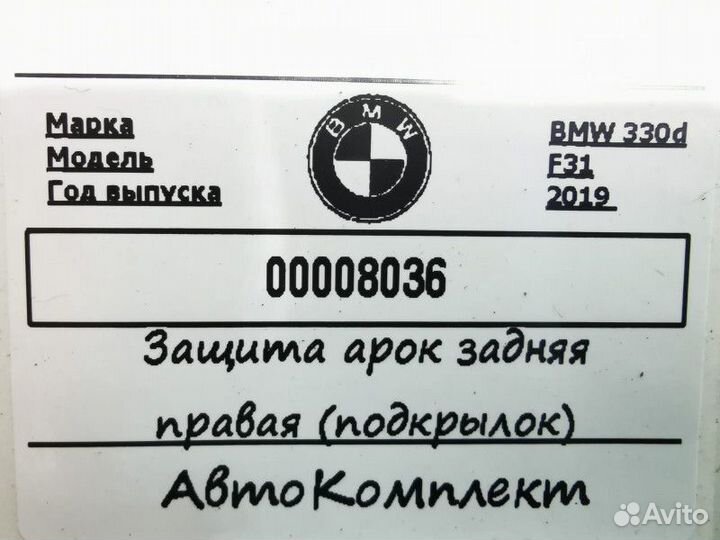 Марка BMW 330d
Модель F31
Год выпуска 2019
BMW
00008036
Защита арок задняя
правая (подкрылок)
АвтоКомплект
Avito